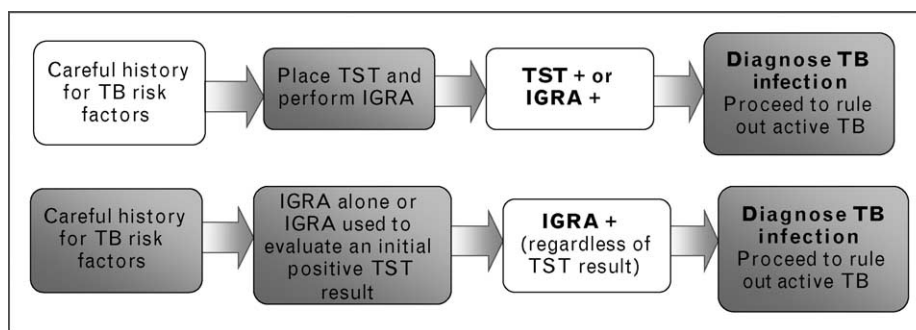 Careful history
for TB risk
factors
Place TST and
perform IGRA
TST + or
IGRA +
Diagnose TB
infection
Proceed to rule
out active TB
Careful history
for TB risk
factors
IGRA alone or
IGRA used to
evaluate an initial
positive TST
result
IGRA +
(regardless of
TST result)
Diagnose TB
infection
Proceed to rule
out active TB